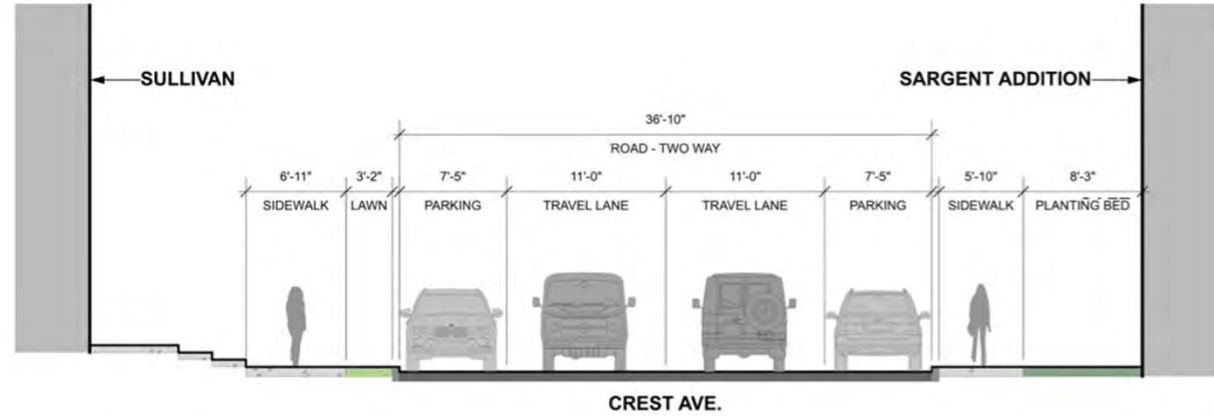 SULLIVAN
SARGENT ADDITION
36'-10"
ROAD - TWO WAY
6'-11" 3'-2" 7'-5" 11'-0" 11'-0" 7'-5" 5'-10" 8'-3"
SIDEWALK LAWN PARKING TRAVEL LANE TRAVEL LANE PARKING SIDEWALK PLANTING BED
CREST AVE.